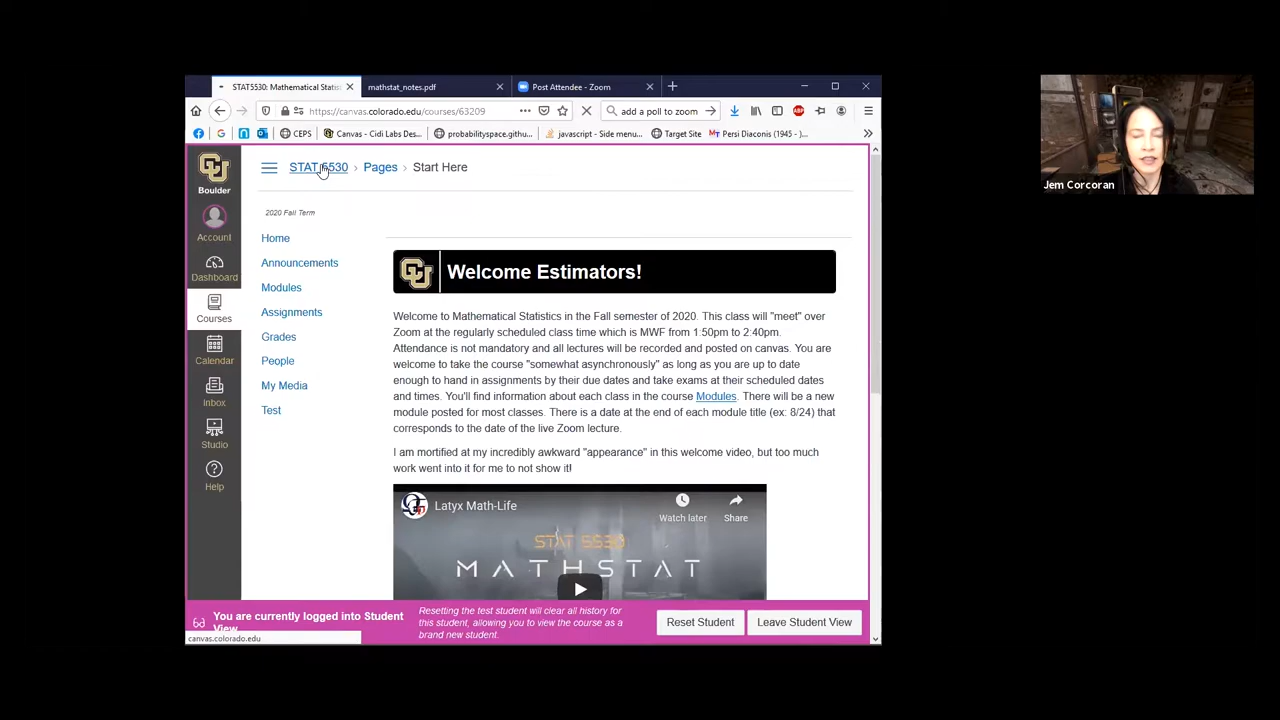 STAT5530: Mathematical Statis
mathstat_notes.pdf
Post Attendee - Zoom
https://canvas.colorado.edu/courses/63209
add a poll to zoom
CEPS
Canvas - Cidi Labs Des...
probabilityspace.githu...
javascript - Side menu...
Target Site
Persi Diaconis (1945 - )...
Boulder
STAT 5530 › Pages › Start Here
Account
Dashboard
Courses
Calendar
Inbox
Studio
Help
2020 Fall Term
Home
Announcements
Modules
Assignments
Grades
People
My Media
Test
Welcome Estimators!
Welcome to Mathematical Statistics in the Fall semester of 2020. This class will "meet" over
Zoom at the regularly scheduled class time which is MWF from 1:50pm to 2:40pm.
Attendance is not mandatory and all lectures will be recorded and posted on canvas. You are
welcome to take the course "somewhat asynchronously" as long as you are up to date
enough to hand in assignments by their due dates and take exams at their scheduled dates
and times. You'll find information about each class in the course Modules. There will be a new
module posted for most classes. There is a date at the end of each module title (ex: 8/24) that
corresponds to the date of the live Zoom lecture.
I am mortified at my incredibly awkward "appearance" in this welcome video, but too much
work went into it for me to not show it!
Latyx Math-Life
Watch later
Share
STAT 5530:
MATHSTAT
You are currently logged into Student
View
Resetting the test student will clear all history for
this student, allowing you to view the course as a
brand new student.
Reset Student
Leave Student View
canvas.colorado.edu
Jem Corcoran